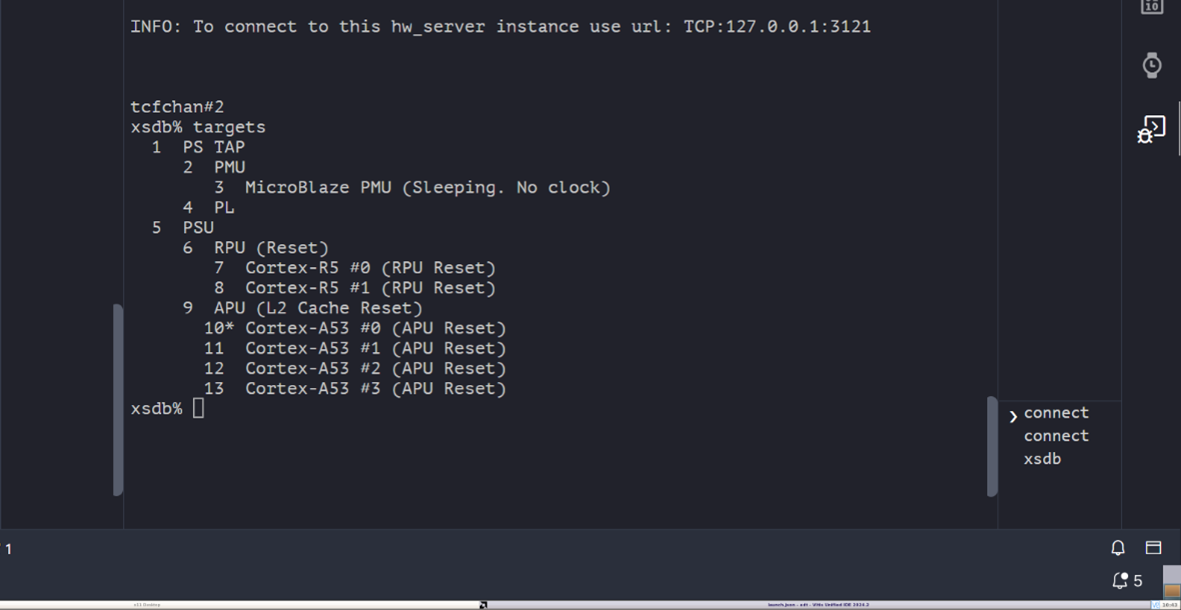 INFO: To connect to this hw_server instance use url: TCP:127.0.0.1:3121
tcfchan#2
xsdb% targets
1 PS TAP
2 PMU
3 MicroBlaze PMU (Sleeping. No clock)
4 PL
5 PSU
6 RPU (Reset)
7 Cortex-R5 #0 (RPU Reset)
8 Cortex-R5 #1 (RPU Reset)
9 APU (L2 Cache Reset)
10* Cortex-A53 #0 (APU Reset)
11 Cortex-A53 #1 (APU Reset)
12 Cortex-A53 #2 (APU Reset)
13 Cortex-A53 #3 (APU Reset)
xsdb%
connect
connect
xsdb
10
1
5